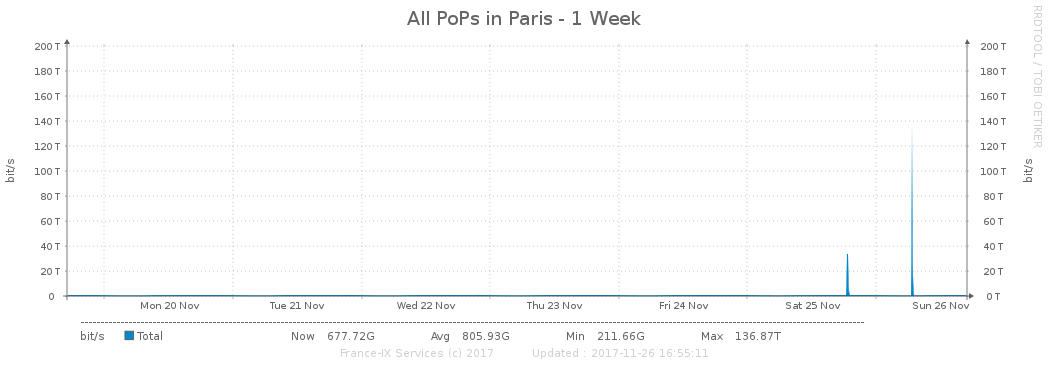 All PoPs in Paris - 1 Week
RRDTOOL / TOBI OETIKER
bit/s
200 T
180 T
160 T
140 T
120 T
100 T
80 T
60 T
40 T
20 T
0
200 T
180 T
160 T
140 T
120 T
100 T
80 T
60 T
40 T
20 T
0 T
bit/s
Mon 20 Nov Tue 21 Nov Wed 22 Nov Thu 23 Nov Fri 24 Nov Sat 25 Nov Sun 26 Nov
bit/s Total Now 677.72G Avg 805.93G Min 211.66G Max 136.87T
France-IX Services (c) 2017 Updated : 2017-11-26 16:55:11